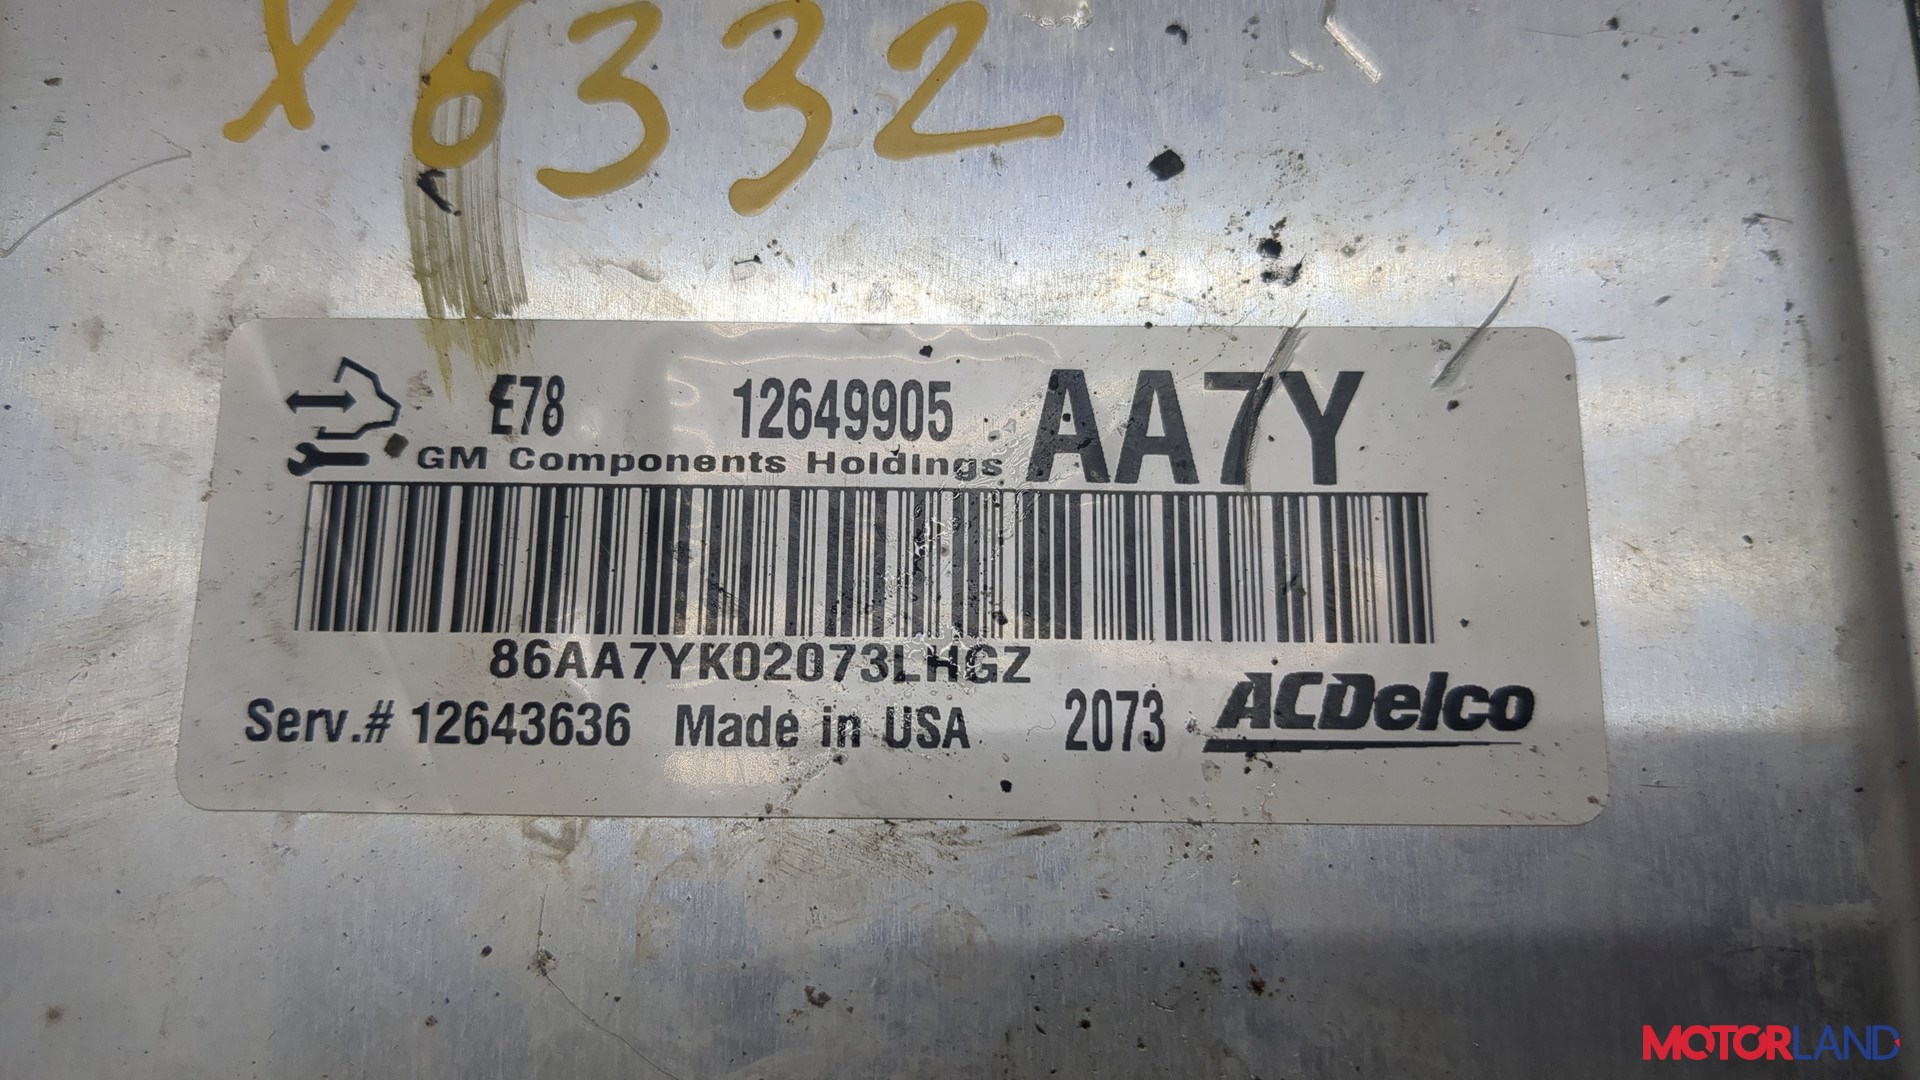 X6332
E78 12649905 AA7Y
GM Components Holdings
86AA7YK02073LHGZ
Serv.# 12643636 Made in USA 2073 ACDelco
MOTORLAND